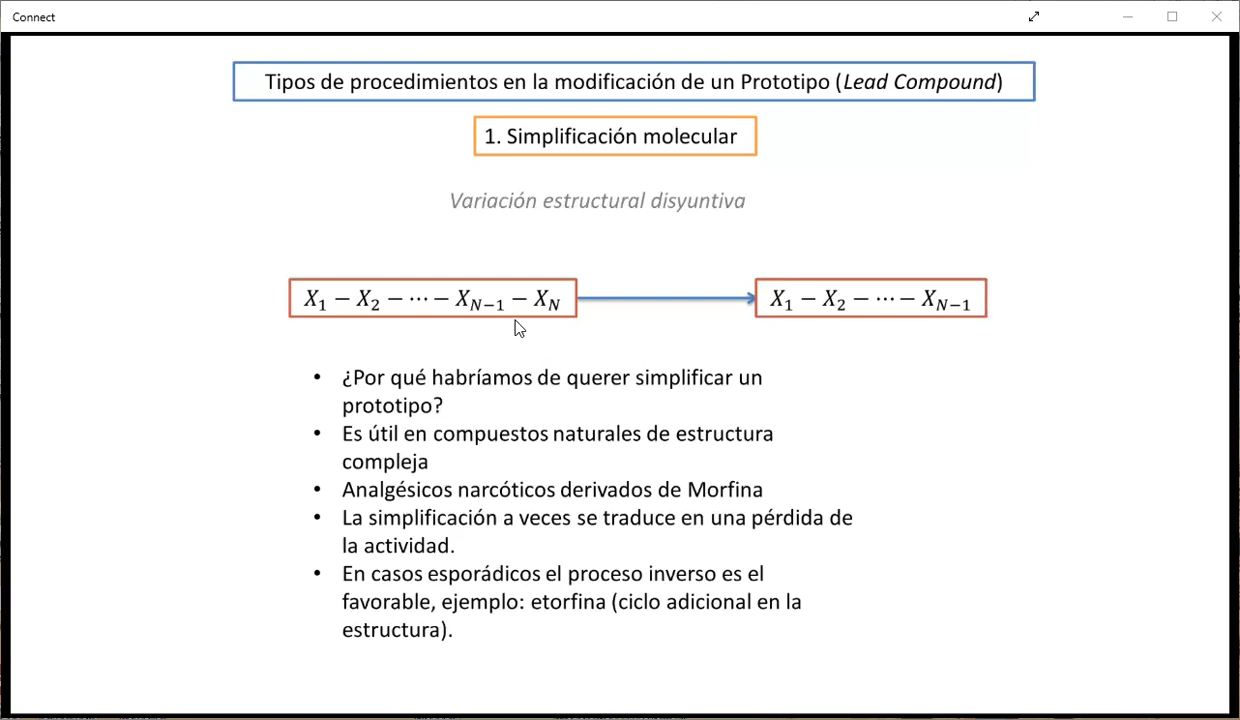 Connect
Tipos de procedimientos en la modificación de un Prototipo (Lead Compound)
1. Simplificación molecular
Variación estructural disyuntiva
X₁ − X₂ − ⋯ − X_{N−1} − X_N
X₁ − X₂ − ⋯ − X_{N−1}
• ¿Por qué habríamos de querer simplificar un
prototipo?
• Es útil en compuestos naturales de estructura
compleja
• Analgésicos narcóticos derivados de Morfina
• La simplificación a veces se traduce en una pérdida de
la actividad.
• En casos esporádicos el proceso inverso es el
favorable, ejemplo: etorfina (ciclo adicional en la
estructura).